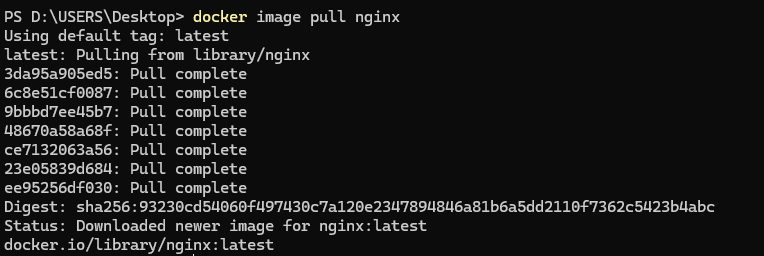 PS D:\USERS\Desktop> docker image pull nginx
Using default tag: latest
latest: Pulling from library/nginx
3da95a905ed5: Pull complete
6c8e51cf0087: Pull complete
9bbbd7ee45b7: Pull complete
48670a58a68f: Pull complete
ce7132063a56: Pull complete
23e05839d684: Pull complete
ee95256df030: Pull complete
Digest: sha256:93230cd54060f497430c7a120e2347894846a81b6a5dd2110f7362c5423b4abc
Status: Downloaded newer image for nginx:latest
docker.io/library/nginx:latest